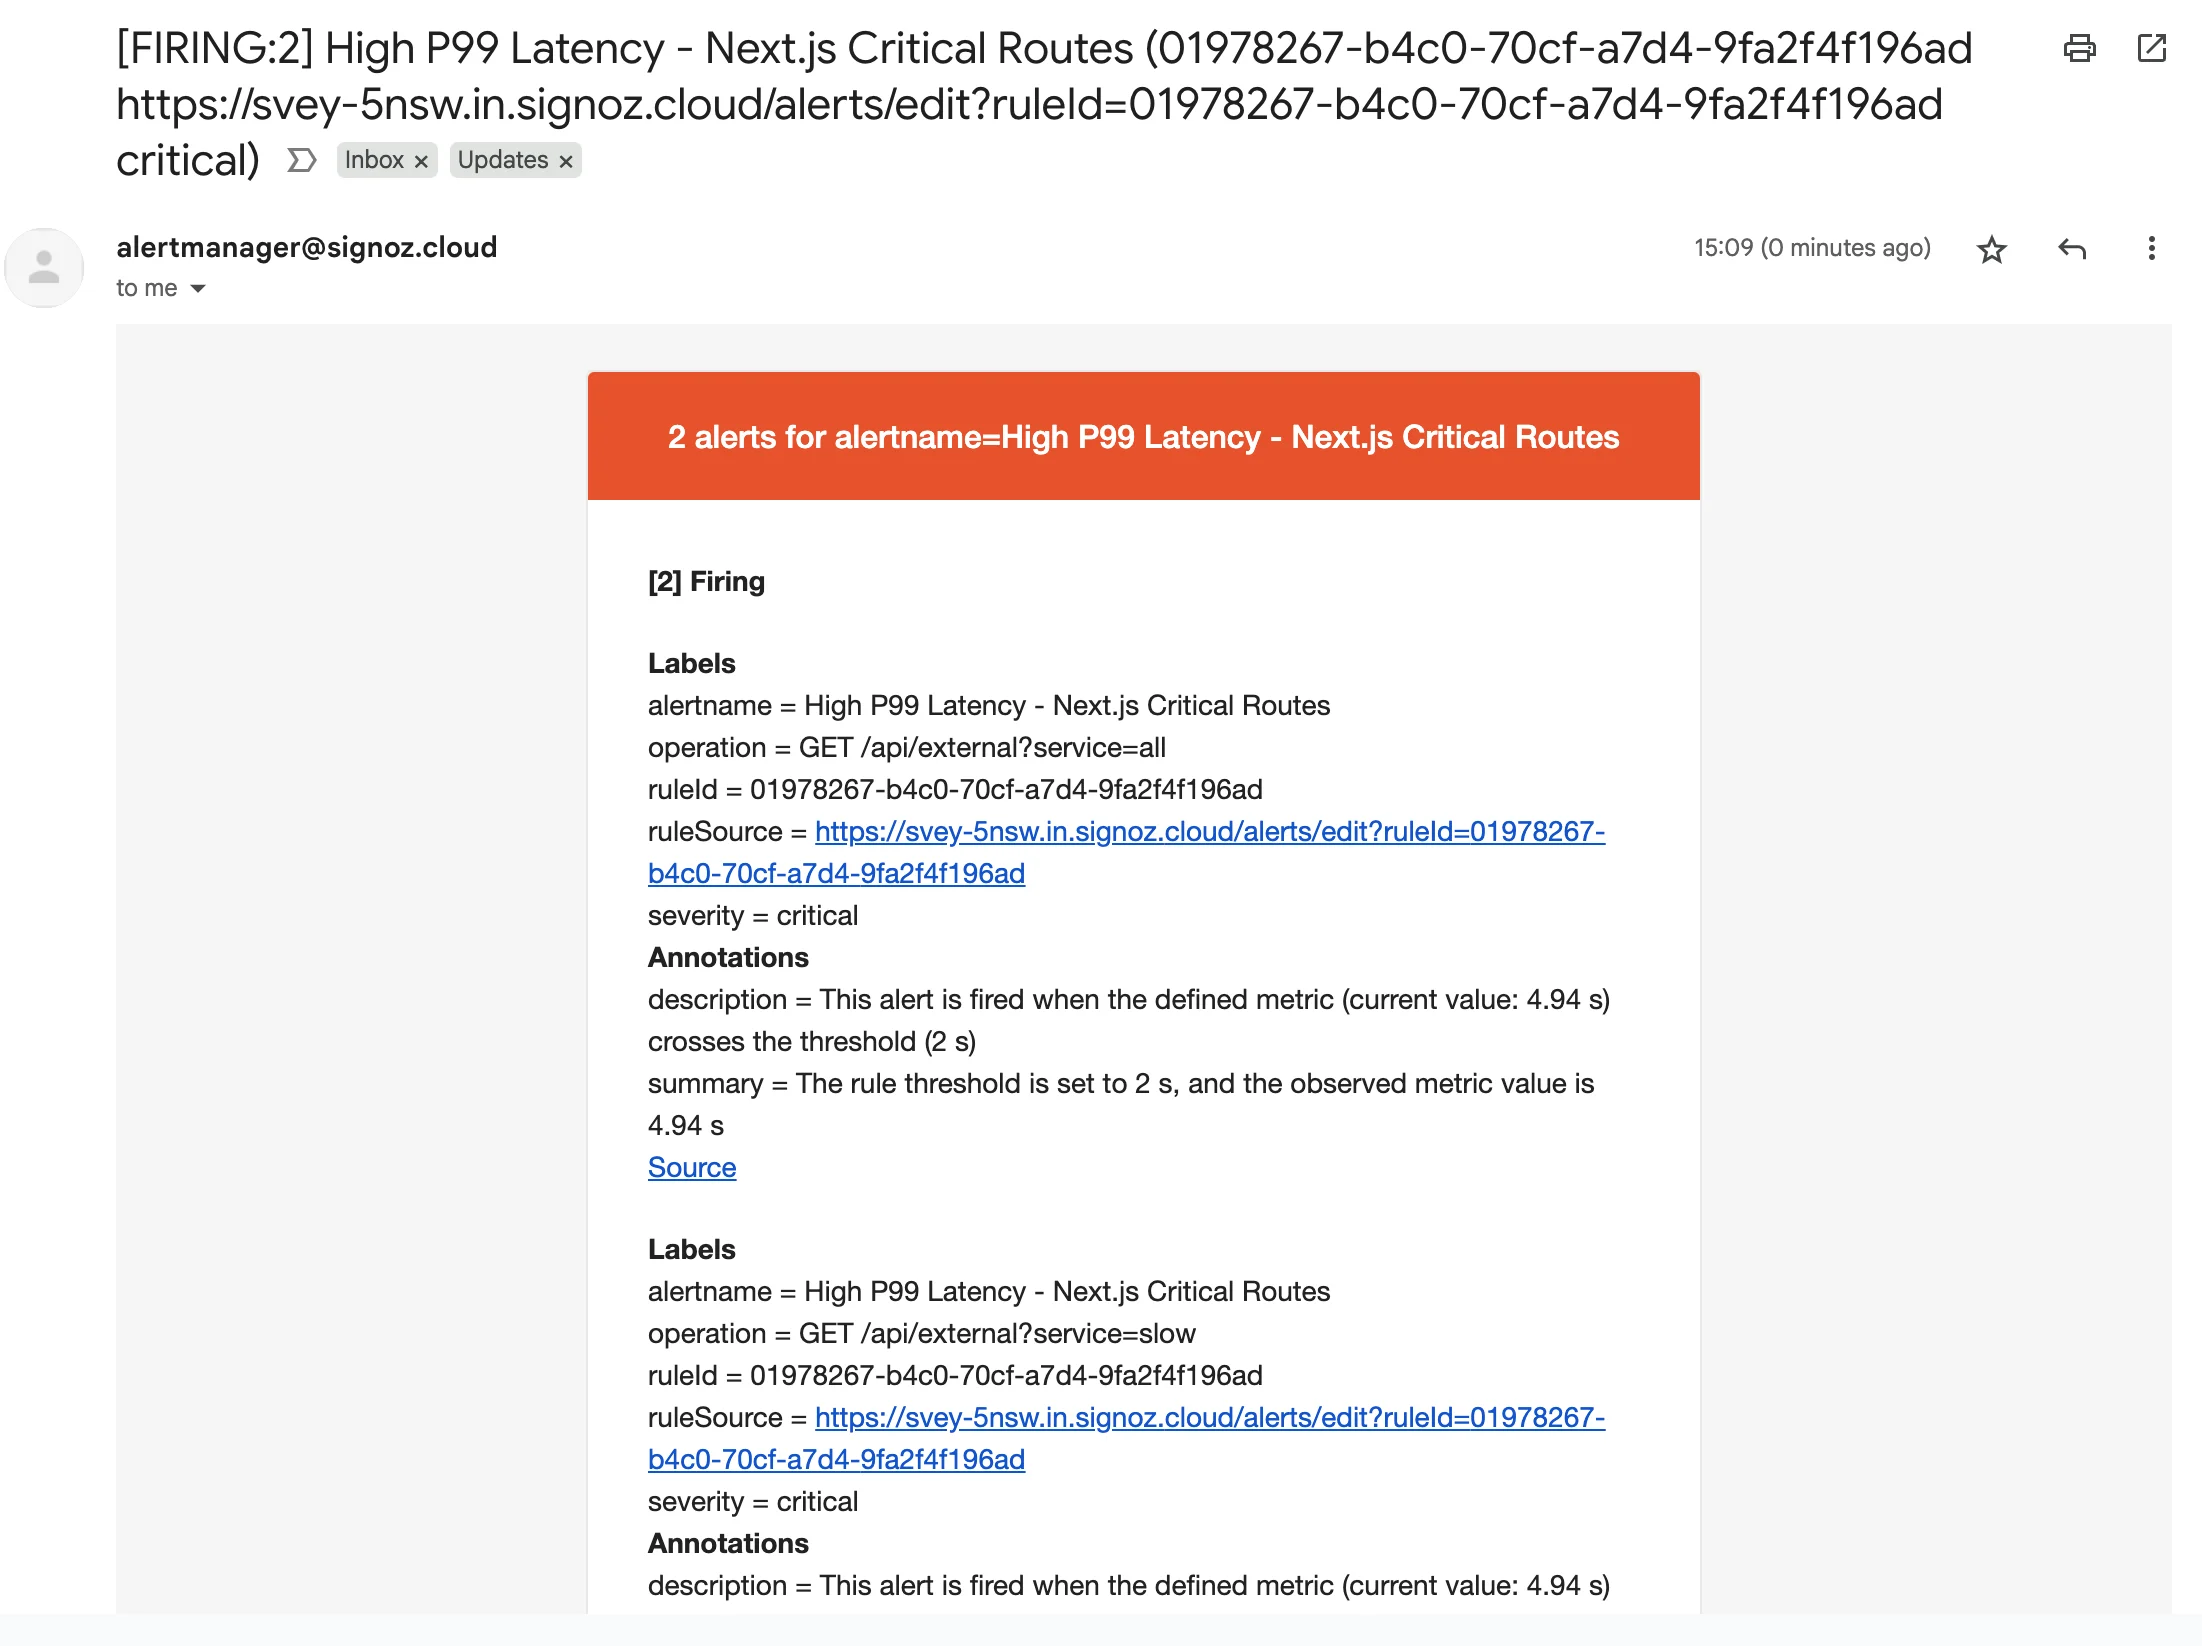 [FIRING:2] High P99 Latency - Next.js Critical Routes (01978267-b4c0-70cf-a7d4-9fa2f4f196ad
https://svey-5nsw.in.signoz.cloud/alerts/edit?ruleId=01978267-b4c0-70cf-a7d4-9fa2f4f196ad
critical) Inbox × Updates ×
alertmanager@signoz.cloud 15:09 (0 minutes ago)
to me
2 alerts for alertname=High P99 Latency - Next.js Critical Routes
[2] Firing
Labels
alertname = High P99 Latency - Next.js Critical Routes
operation = GET /api/external?service=all
ruleId = 01978267-b4c0-70cf-a7d4-9fa2f4f196ad
ruleSource = https://svey-5nsw.in.signoz.cloud/alerts/edit?ruleId=01978267-
b4c0-70cf-a7d4-9fa2f4f196ad
severity = critical
Annotations
description = This alert is fired when the defined metric (current value: 4.94 s)
crosses the threshold (2 s)
summary = The rule threshold is set to 2 s, and the observed metric value is
4.94 s
Source
Labels
alertname = High P99 Latency - Next.js Critical Routes
operation = GET /api/external?service=slow
ruleId = 01978267-b4c0-70cf-a7d4-9fa2f4f196ad
ruleSource = https://svey-5nsw.in.signoz.cloud/alerts/edit?ruleId=01978267-
b4c0-70cf-a7d4-9fa2f4f196ad
severity = critical
Annotations
description = This alert is fired when the defined metric (current value: 4.94 s)